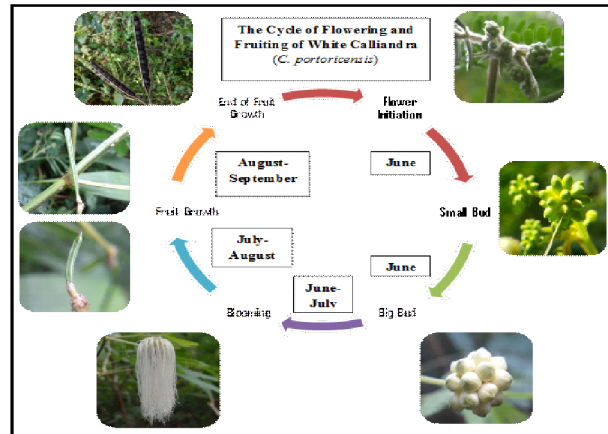 The Cycle of Flowering and
Fruiting of White Calliandra
(C. portoricensis)
End of Fruit
Growth
Flower
Initiation
August-
September
June
Fruit Growth
Small Bud
July-
August
June
June-
July
Blooming
Big Bud